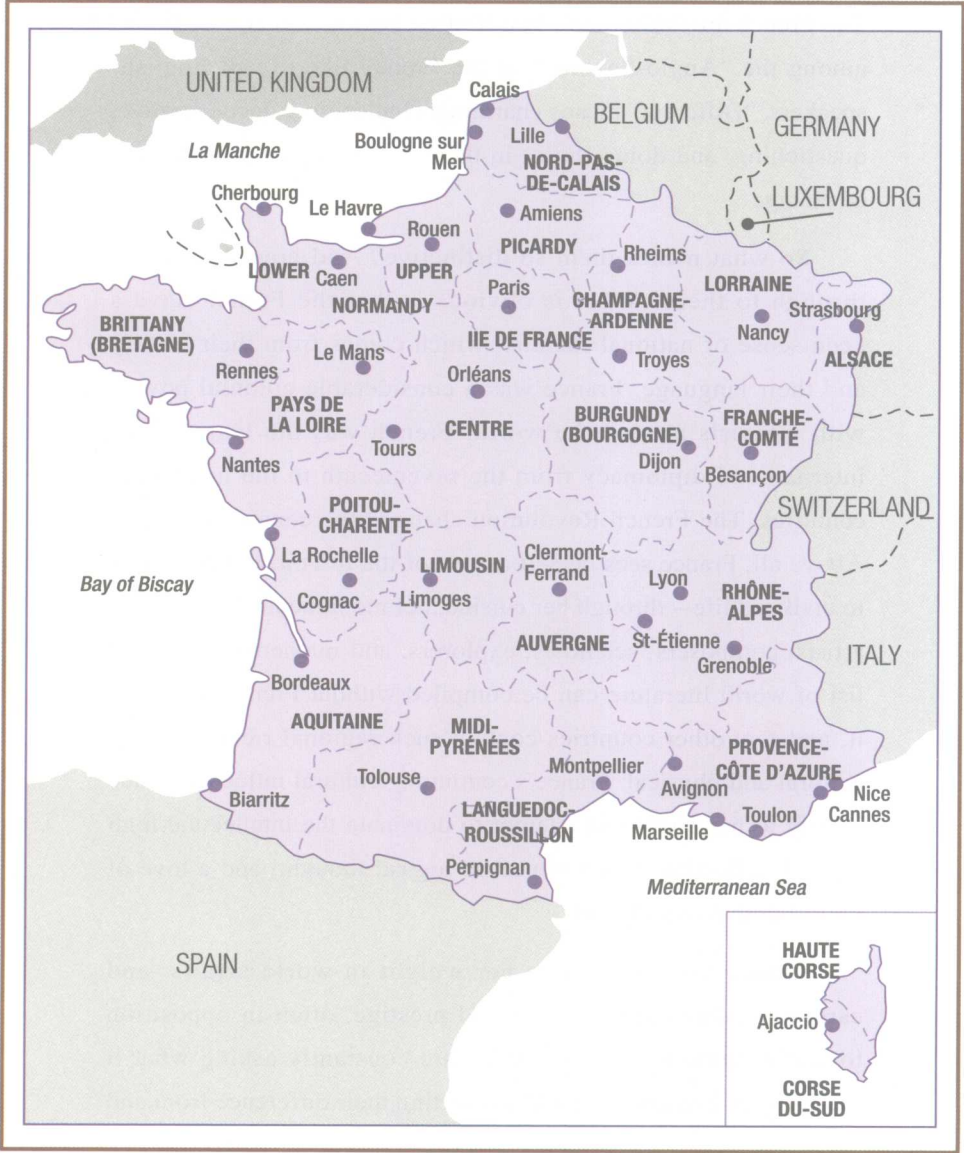 UNITED KINGDOM
La Manche
Calais
Boulogne sur
Mer
Lille
BELGIUM
GERMANY
LUXEMBOURG
NORD-PAS-
DE-CALAIS
Cherbourg
Le Havre
Rouen
Amiens
PICARDY
Rheims
LOWER
Caen
UPPER
NORMANDY
Paris
IIE DE FRANCE
CHAMPAGNE-
ARDENNE
LORRAINE
Nancy
Strasbourg
ALSACE
BRITTANY
(BRETAGNE)
Rennes
Le Mans
Orléans
Troyes
PAYS DE
LA LOIRE
Nantes
Tours
CENTRE
BURGUNDY
(BOURGOGNE)
Dijon
FRANCHE-
COMTÉ
Besançon
SWITZERLAND
POITOU-
CHARENTE
La Rochelle
Cognac
LIMOUSIN
Limoges
Clermont-
Ferrand
Lyon
RHÔNE-
ALPES
Bay of Biscay
AUVERGNE
St-Étienne
Grenoble
ITALY
Bordeaux
AQUITAINE
MIDI-
PYRÉNÉES
Tolouse
Montpellier
Avignon
PROVENCE-
CÔTE D'AZURE
Nice
Cannes
Biarritz
LANGUEDOC-
ROUSSILLON
Marseille
Toulon
Perpignan
Mediterranean Sea
SPAIN
HAUTE
CORSE
Ajaccio
CORSE
DU-SUD